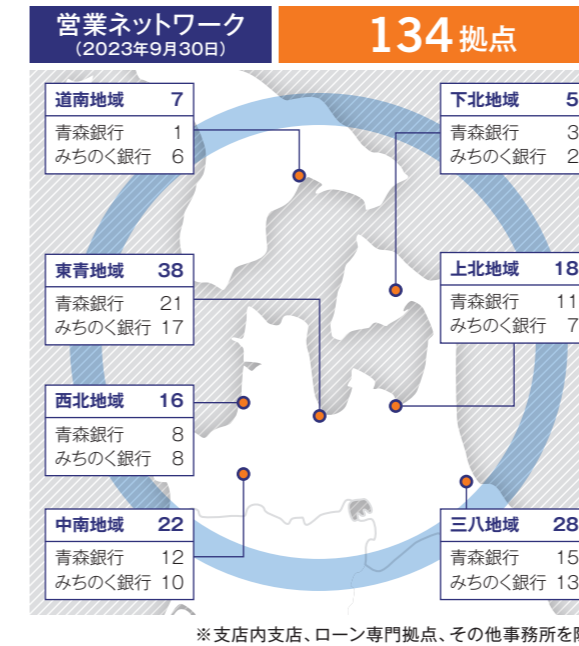 営業ネットワーク
（2023年9月30日）
134拠点
道南地域 7
青森銀行 1
みちのく銀行 6
下北地域 5
青森銀行 3
みちのく銀行 2
東青地域 38
青森銀行 21
みちのく銀行 17
上北地域 18
青森銀行 11
みちのく銀行 7
西北地域 16
青森銀行 8
みちのく銀行 8
中南地域 22
青森銀行 12
みちのく銀行 10
三八地域 28
青森銀行 15
みちのく銀行 13
※支店内支店、ローン専門拠点、その他事務所を